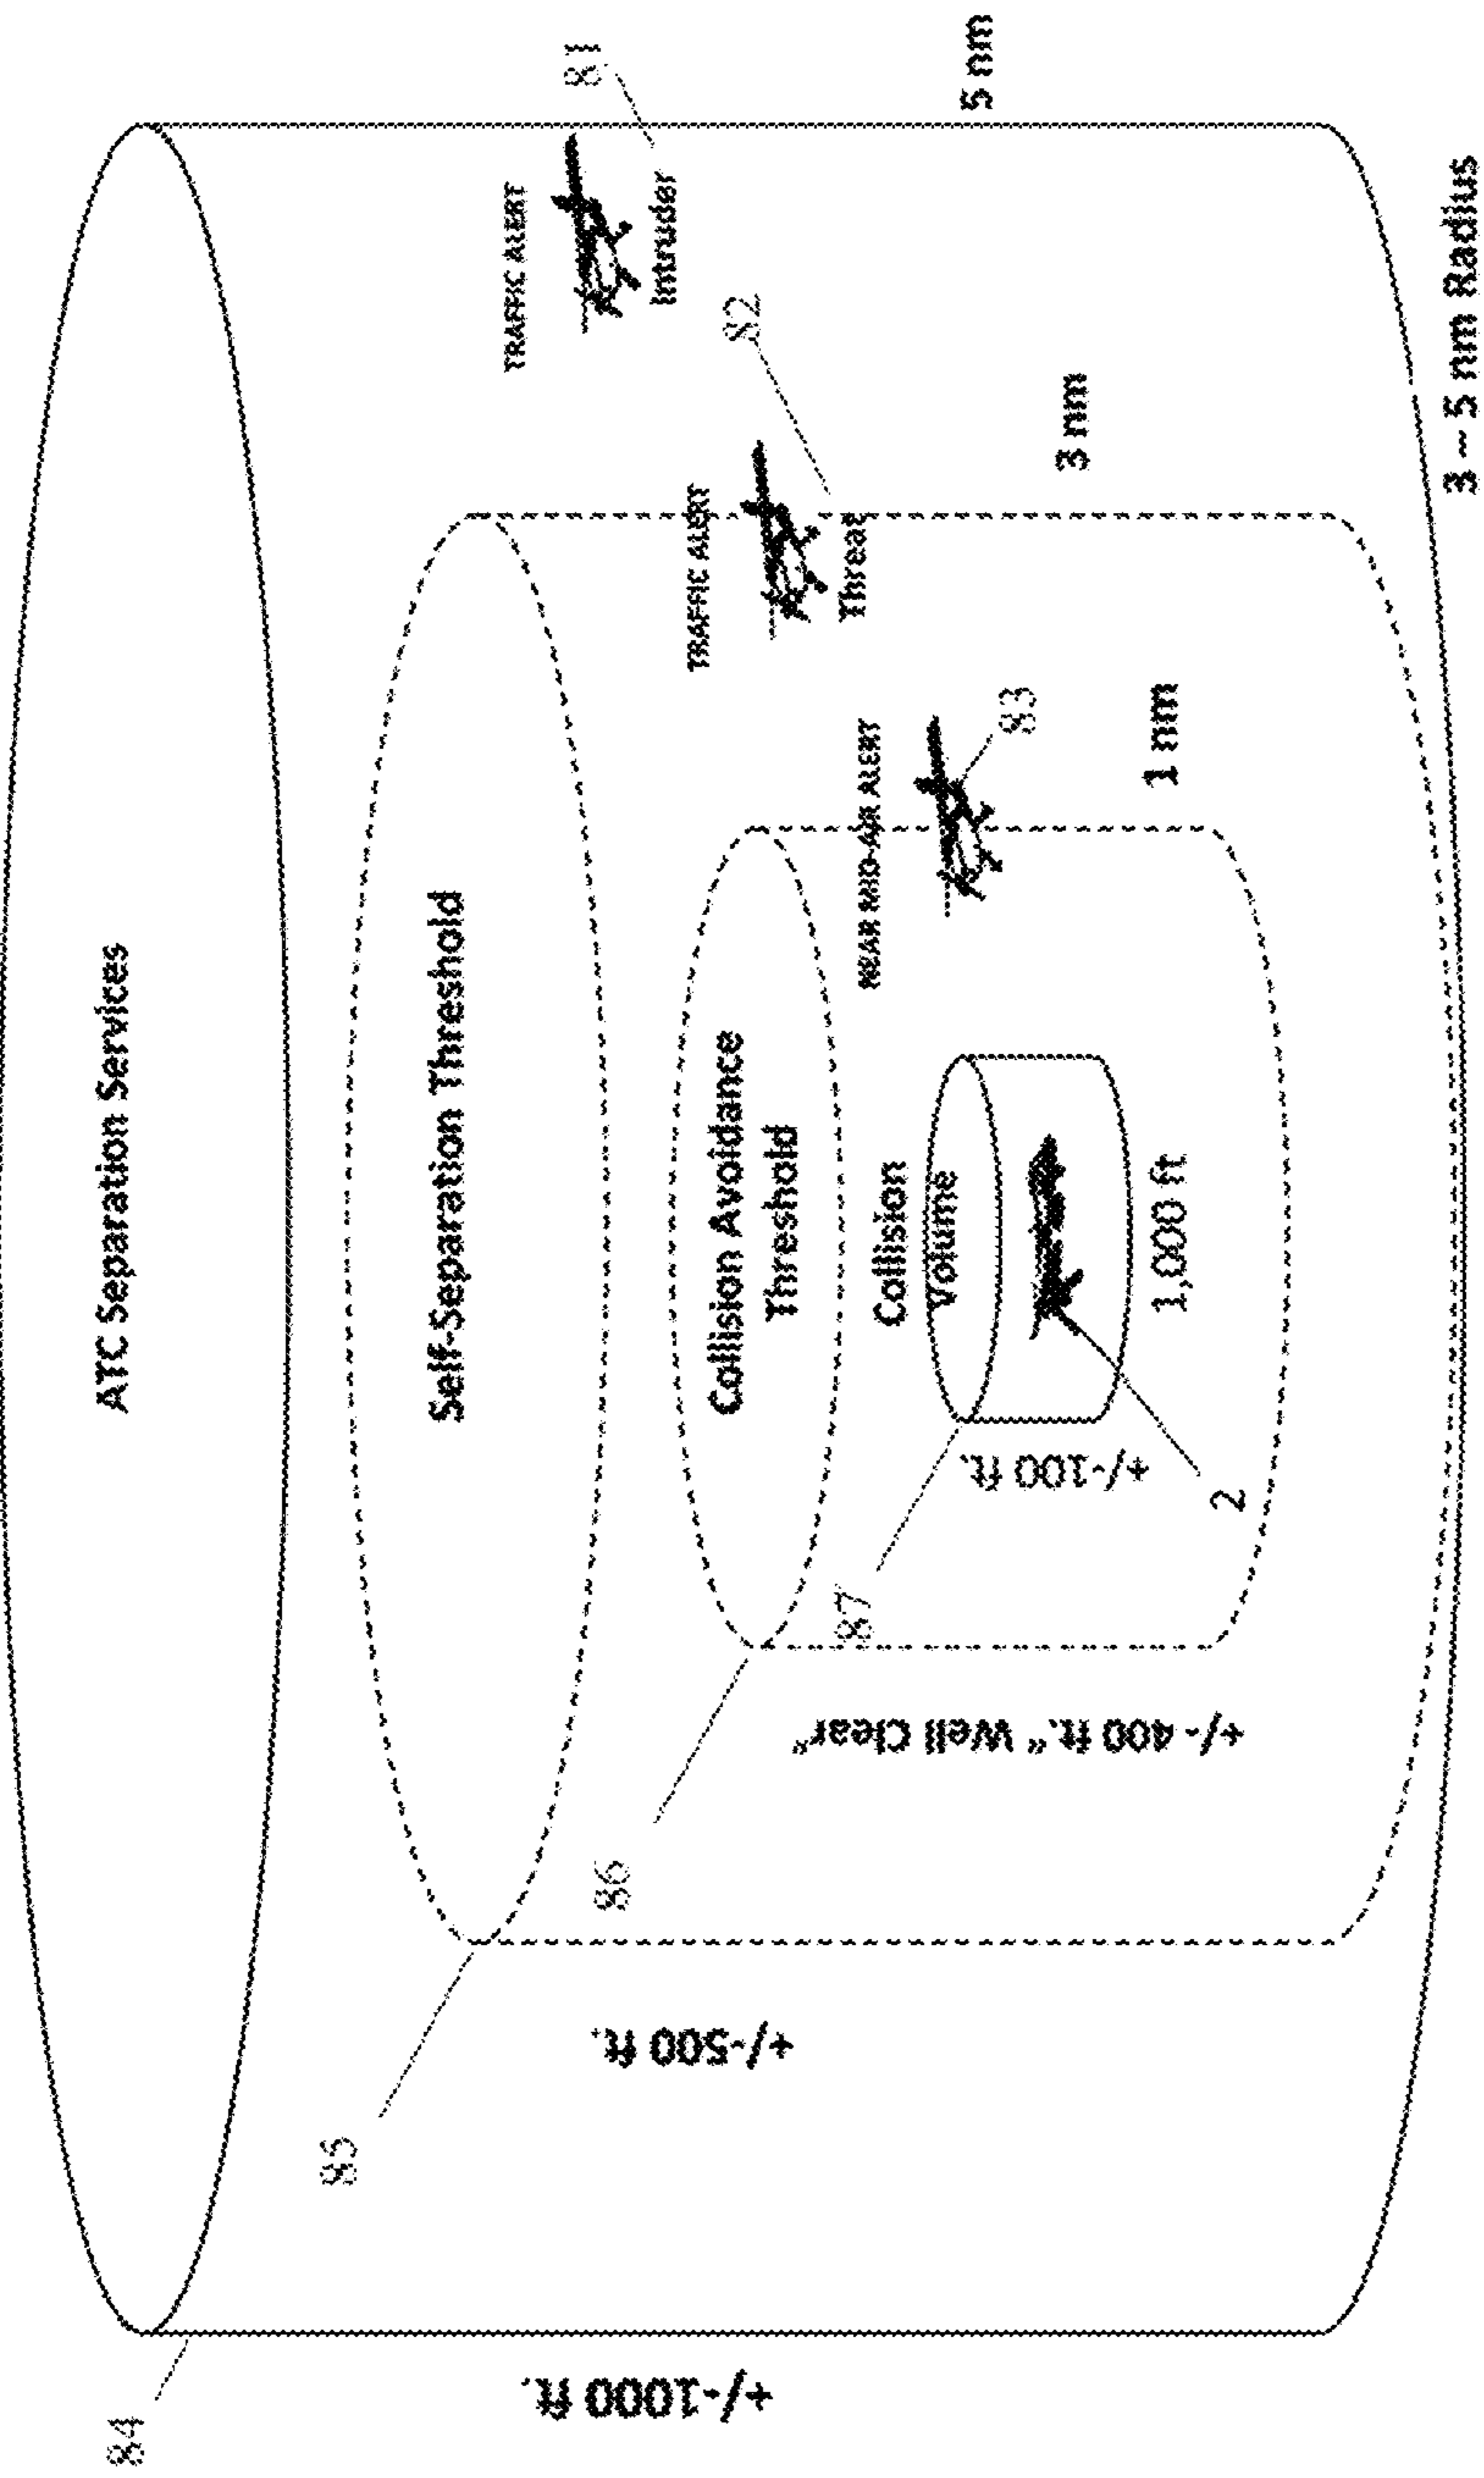 ATC Separation Services
84
+/-1000 ft.
Self-Separation Threshold
85
+/-500 ft.
Collision Avoidance
Threshold
86
+/-400 ft." Well Clear"
Collision
Volume
87
+/-100 ft.
2
1,000 ft
NEAR MID-AIR ALERT
83
1 nm
TRAFFIC ALERT
Threat
82
3 nm
TRAFFIC ALERT
Intruder
81
5 nm
3 - 5 nm Radius